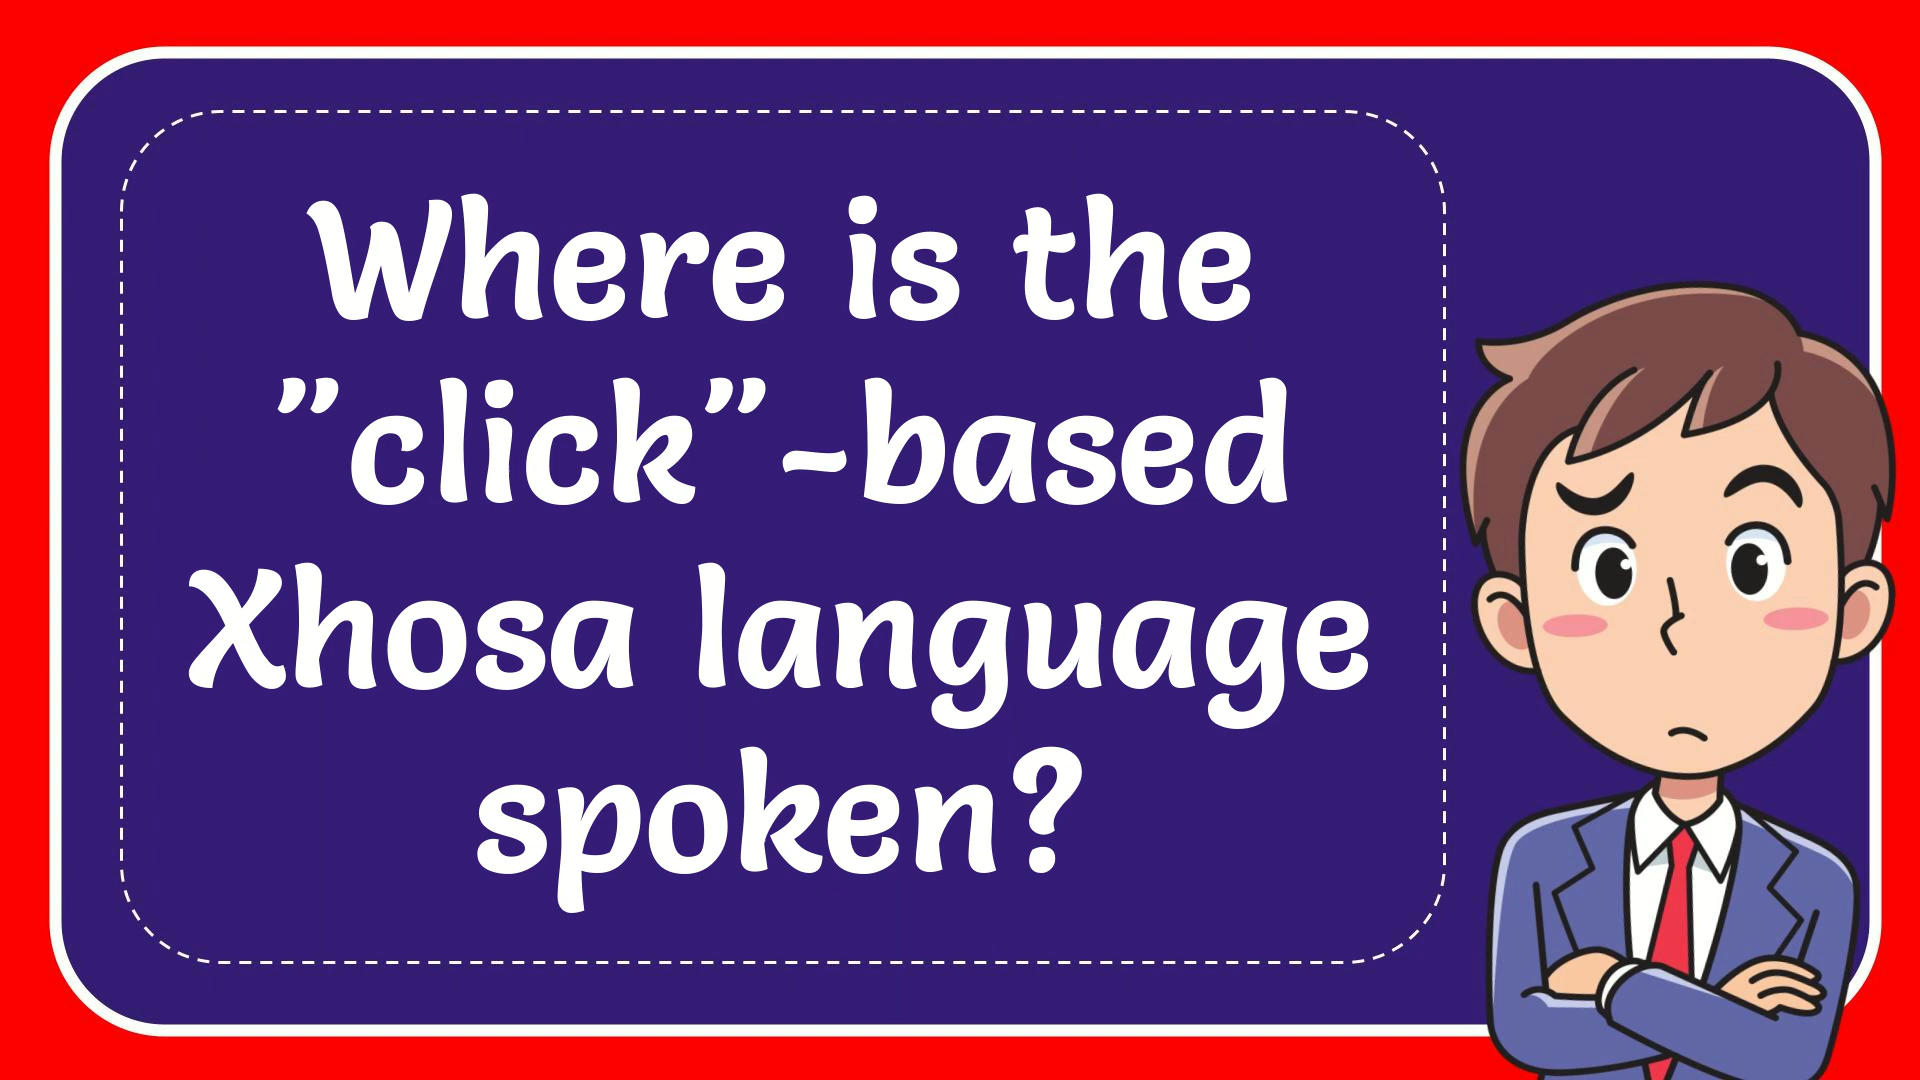 Where is the
"click"-based
Xhosa language
spoken?